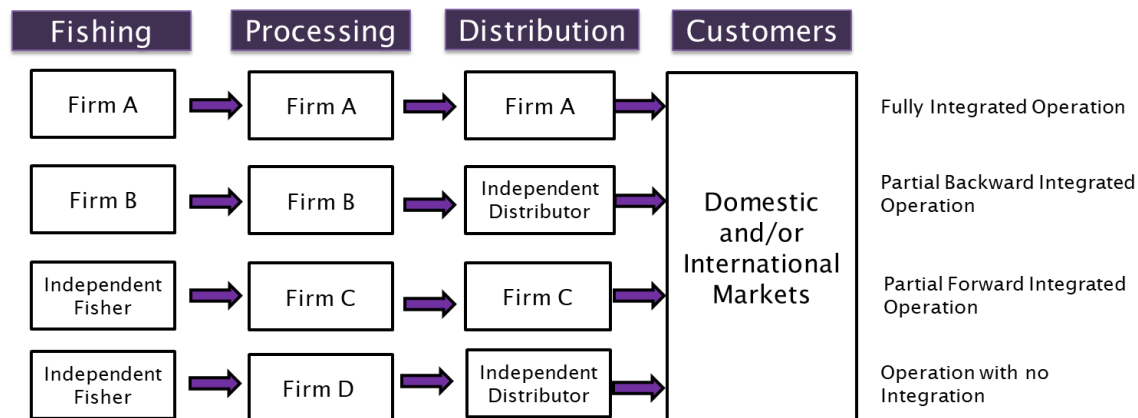 Fishing
Processing
Distribution
Customers
Firm A
Firm A
Firm A
Fully Integrated Operation
Firm B
Firm B
Independent
Distributor
Partial Backward Integrated
Operation
Domestic
and/or
International
Markets
Independent
Fisher
Firm C
Firm C
Partial Forward Integrated
Operation
Independent
Fisher
Firm D
Independent
Distributor
Operation with no
Integration